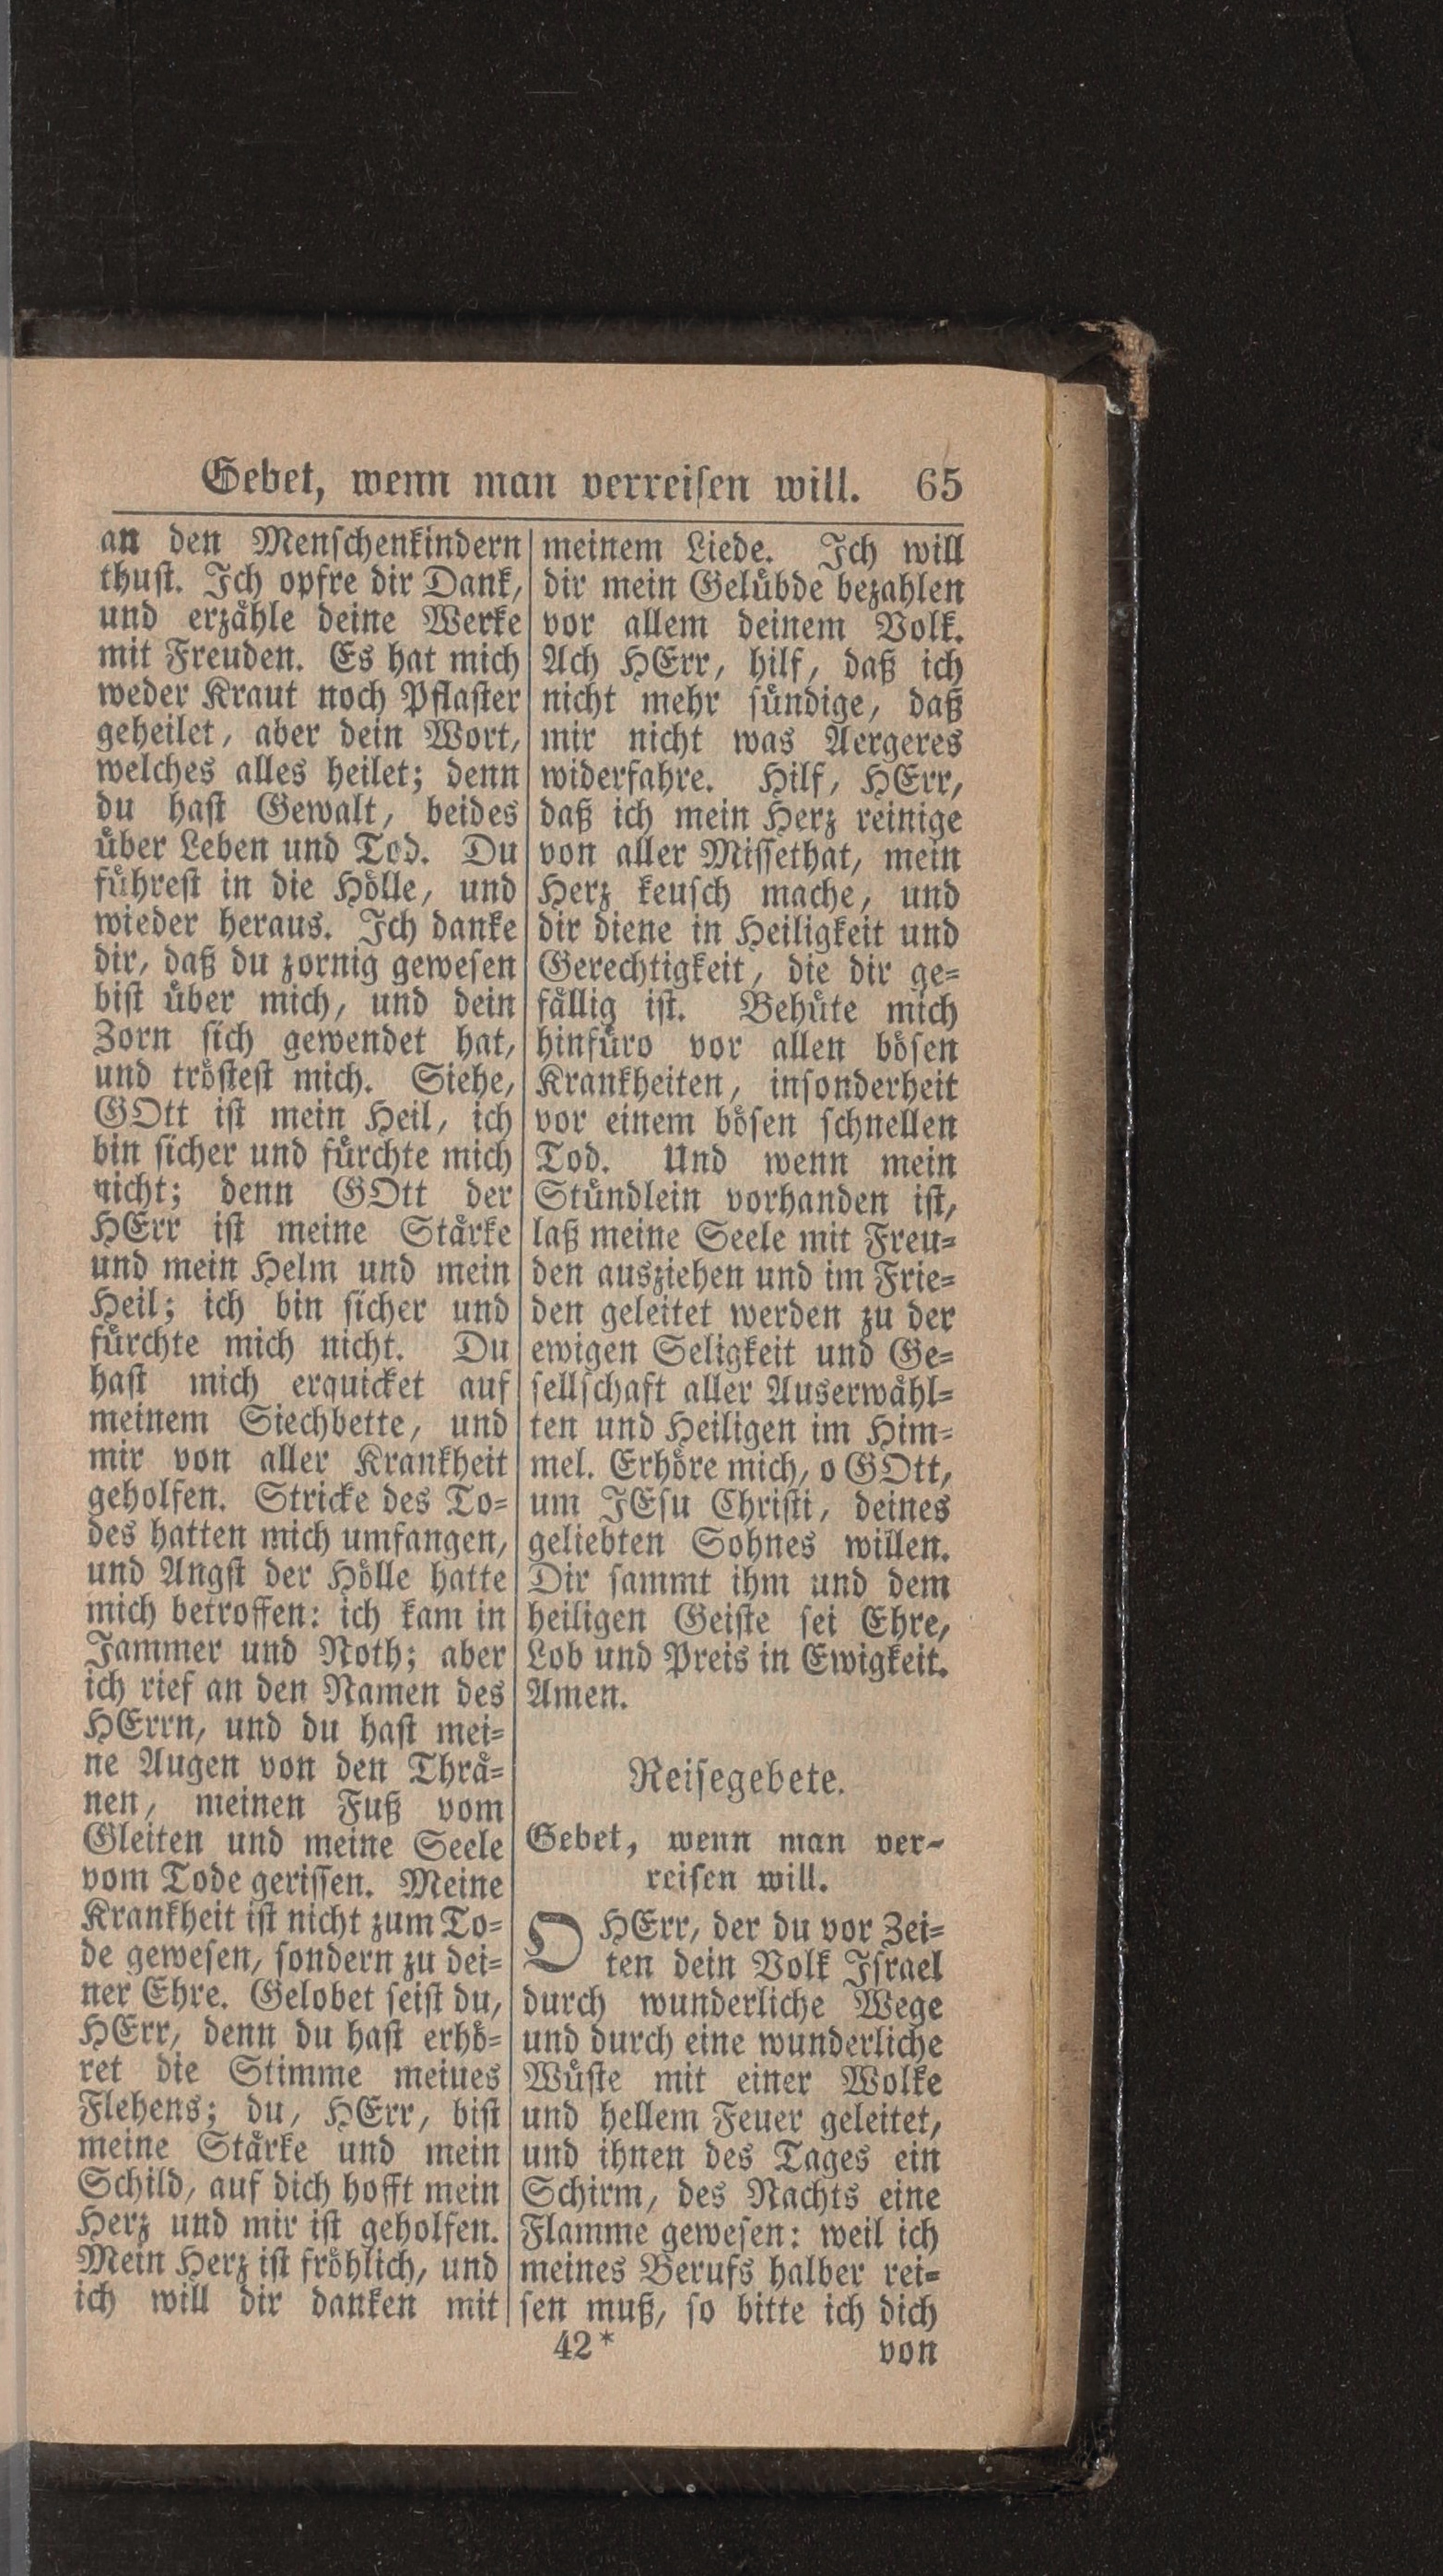 Gebet, wenn man verreisen will. 65
an den Menschenkindern
thust. Ich opfre dir Dank,
und erzähle deine Werke
mit Freuden. Es hat mich
weder Kraut noch Pflaster
geheilet, aber dein Wort,
welches alles heilet; denn
du hast Gewalt, beides
über Leben und Tod. Du
führest in die Hölle, und
wieder heraus. Ich danke
dir, daß du zornig gewesen
bist über mich, und dein
Zorn sich gewendet hat,
und tröstest mich. Siehe,
GOtt ist mein Heil, ich
bin sicher und fürchte mich
nicht; denn GOtt der
HErr ist meine Stärke
und mein Helm und mein
Heil; ich bin sicher und
fürchte mich nicht. Du
hast mich erquicket auf
meinem Siechbette, und
mir von aller Krankheit
geholfen. Stricke des To-
des hatten mich umfangen,
und Angst der Hölle hatte
mich betroffen: ich kam in
Jammer und Noth; aber
ich rief an den Namen des
HErrn, und du hast mei-
ne Augen von den Thrä-
nen, meinen Fuß vom
Gleiten und meine Seele
vom Tode gerissen. Meine
Krankheit ist nicht zum To-
de gewesen, sondern zu dei-
ner Ehre. Gelobet seist du,
HErr, denn du hast erhö-
ret die Stimme meines
Flehens; du, HErr, bist
meine Stärke und mein
Schild, auf dich hofft mein
Herz und mir ist geholfen.
Mein Herz ist fröhlich, und
ich will dir danken mit
meinem Liede. Ich will
dir mein Gelübde bezahlen
vor allem deinem Volk.
Ach HErr, hilf, daß ich
nicht mehr sündige, daß
mir nicht was Aergeres
widerfahre. Hilf, HErr,
daß ich mein Herz reinige
von aller Missethat, mein
Herz keusch mache, und
dir diene in Heiligkeit und
Gerechtigkeit, die dir ge-
fällig ist. Behüte mich
hinfüro vor allen bösen
Krankheiten, insonderheit
vor einem bösen schnellen
Tod. Und wenn mein
Stündlein vorhanden ist,
laß meine Seele mit Freu-
den ausziehen und im Frie-
den geleitet werden zu der
ewigen Seligkeit und Ge-
sellschaft aller Auserwähl-
ten und Heiligen im Him-
mel. Erhöre mich, o GOtt,
um JEsu Christi, deines
geliebten Sohnes willen.
Dir sammt ihm und dem
heiligen Geiste sei Ehre,
Lob und Preis in Ewigkeit.
Amen.
Reisegebete.
Gebet, wenn man ver-
reisen will.
O HErr, der du vor Zei-
ten dein Volk Israel
durch wunderliche Wege
und durch eine wunderliche
Wüste mit einer Wolke
und hellem Feuer geleitet,
und ihnen des Tages ein
Schirm, des Nachts eine
Flamme gewesen: weil ich
meines Berufs halber rei-
sen muß, so bitte ich dich
42* von